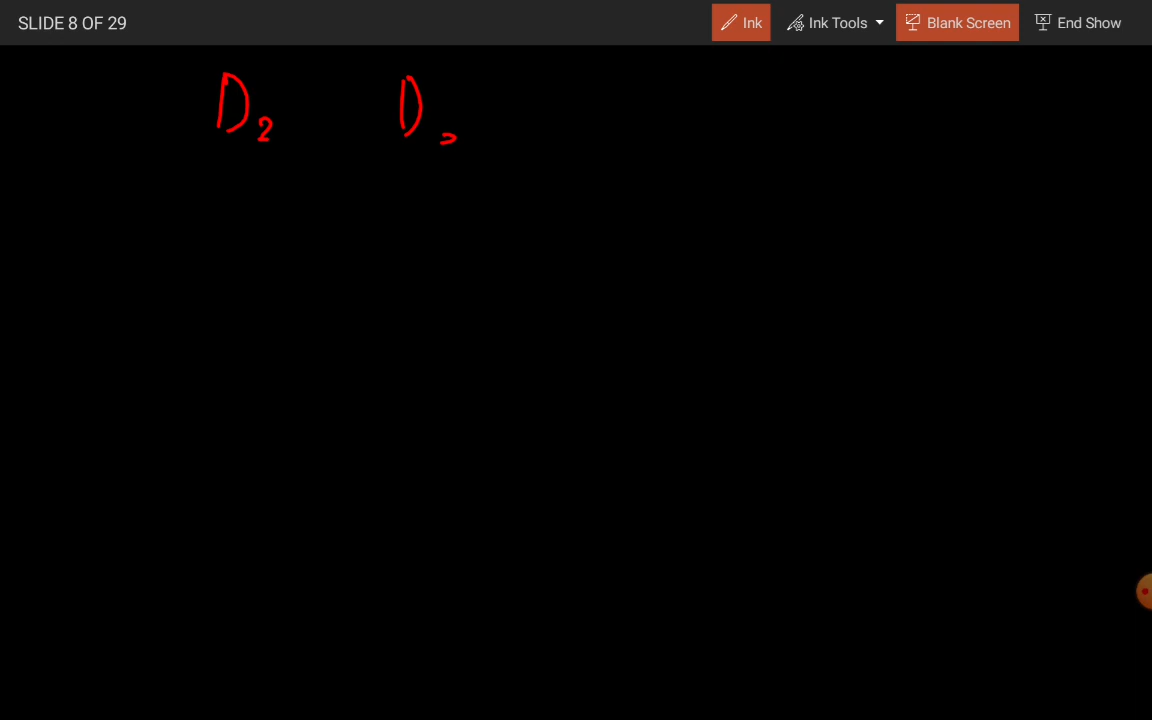 SLIDE 8 OF 29 Ink Ink Tools Blank Screen End Show
D₂ D